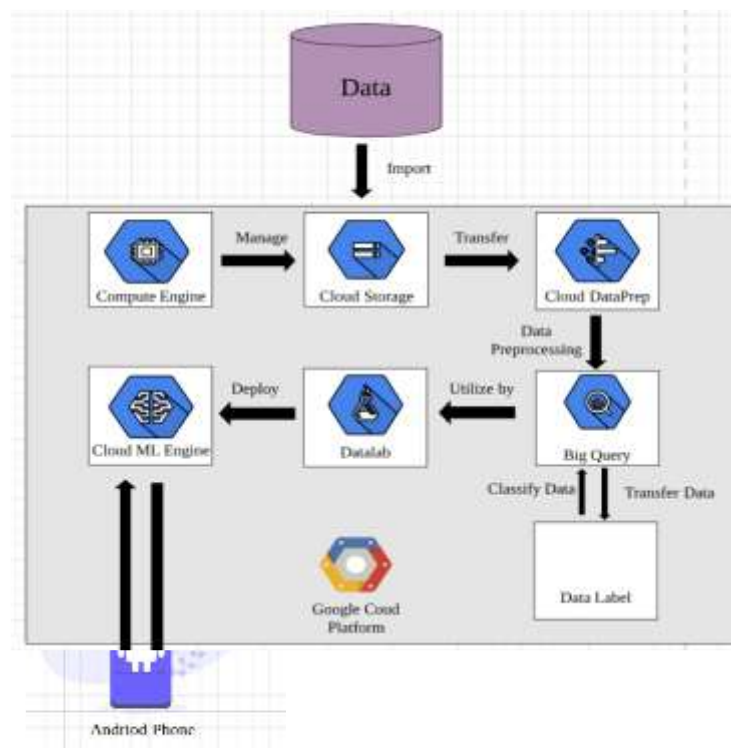 Data
Import
Manage
Transfer
Compute Engine
Cloud Storage
Cloud DataPrep
Data
Preprocessing
Deploy
Utilize by
Cloud ML Engine
Datalab
Big Query
Classify Data
Transfer Data
Data Label
Google Coud
Platform
Andriod Phone